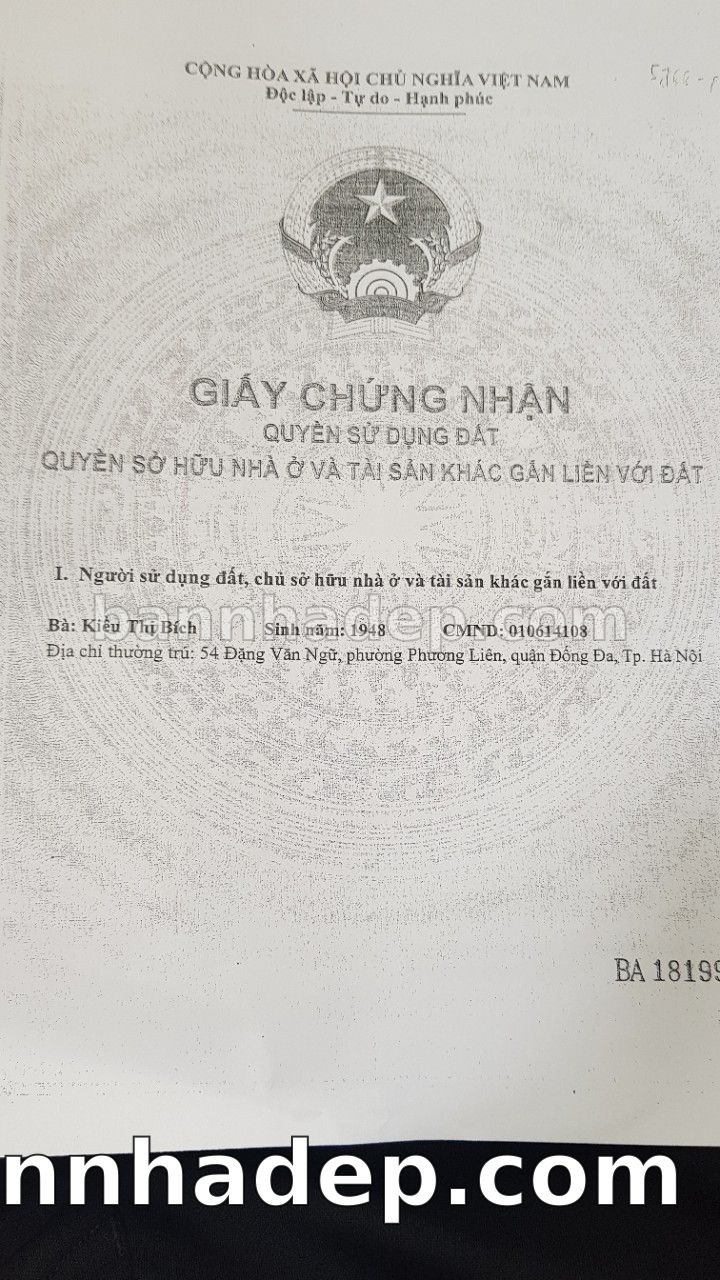 CỘNG HÒA XÃ HỘI CHỦ NGHĨA VIỆT NAM
Độc lập - Tự do - Hạnh phúc
GIẤY CHỨNG NHẬN
QUYỀN SỬ DỤNG ĐẤT
QUYỀN SỞ HỮU NHÀ Ở VÀ TÀI SẢN KHÁC GẮN LIỀN VỚI ĐẤT
I. Người sử dụng đất, chủ sở hữu nhà ở và tài sản khác gắn liền với đất
bannhadep.com
Bà: Kiều Thị Bích Sinh năm: 1948 CMND: 010614108
Địa chỉ thường trú: 54 Đặng Văn Ngữ, phường Phương Liên, quận Đống Đa, Tp. Hà Nội
BA 18199
nnhadep.com